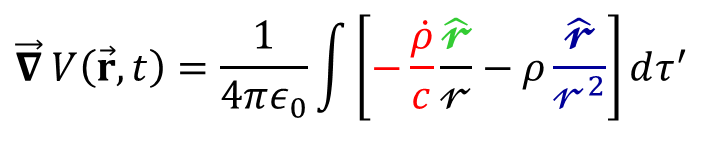 ∇⃗ V(r⃗, t) = 1/(4πϵ₀) ∫ [ − (ρ̇/c) (𝓇̂/𝓇) − ρ (𝓇̂/𝓇²) ] dτ′